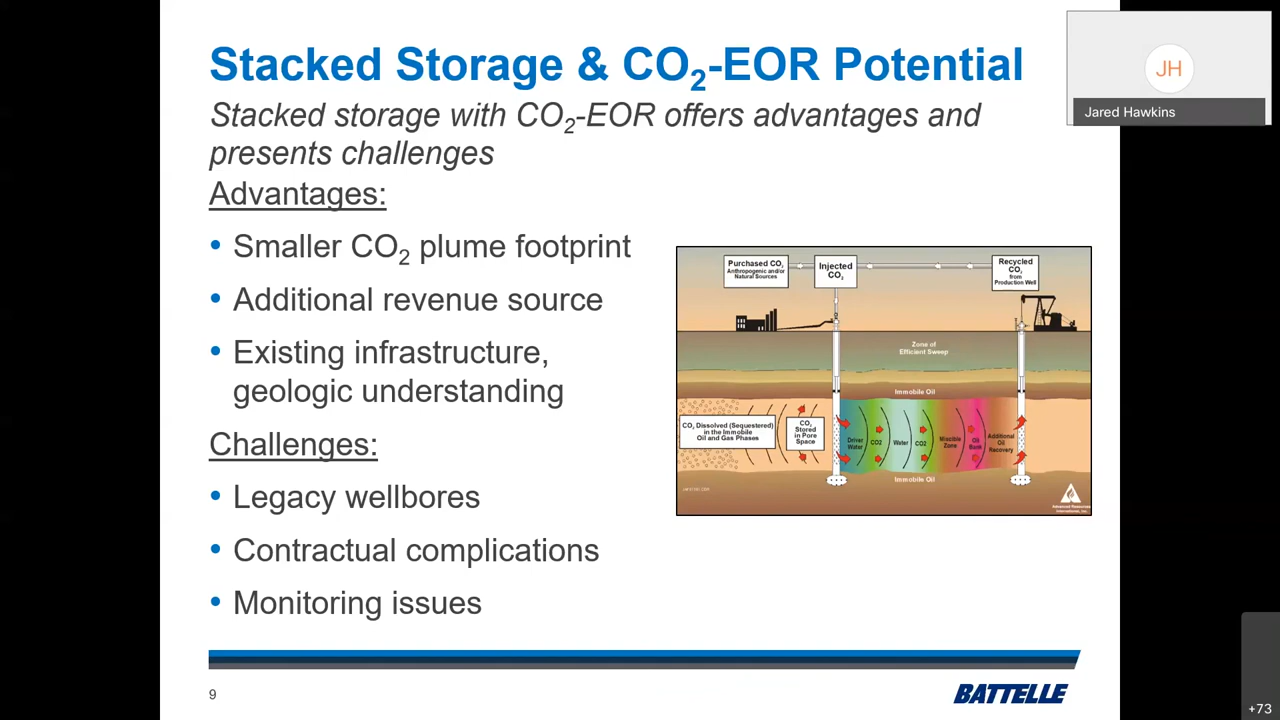 Stacked Storage & CO2-EOR Potential
Stacked storage with CO2-EOR offers advantages and
presents challenges
Advantages:
• Smaller CO2 plume footprint
• Additional revenue source
• Existing infrastructure,
geologic understanding
Challenges:
• Legacy wellbores
• Contractual complications
• Monitoring issues
Purchased CO2
Anthropogenic and/or
Natural Sources
Injected
CO2
Recycled
CO2
from
Production Well
Zone of
Efficient Sweep
Immobile Oil
CO2 Dissolved (Sequestered)
in the Immobile
Oil and Gas Phases
CO2
Stored
in Pore
Space
Driver
Water
CO2
Water
CO2
Miscible
Zone
Oil
Bank
Additional
Oil
Recovery
Immobile Oil
Advanced Resources
International, Inc.
9
BATTELLE
JH
Jared Hawkins
+73